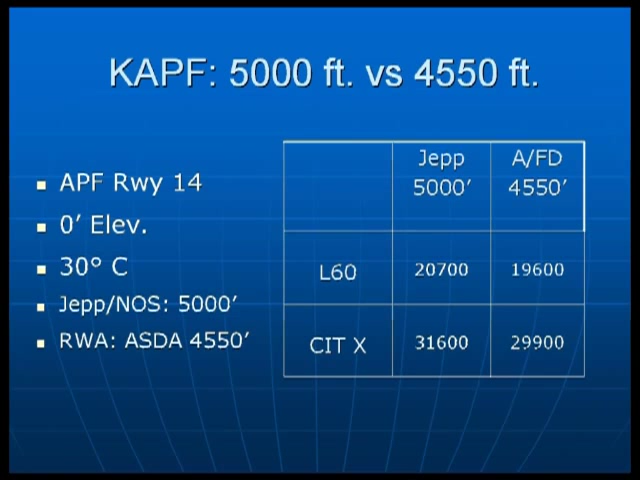 KAPF: 5000 ft. vs 4550 ft.
APF Rwy 14
0’ Elev.
30° C
Jepp/NOS: 5000’
RWA: ASDA 4550’
Jepp 5000’ A/FD 4550’
L60 20700 19600
CIT X 31600 29900